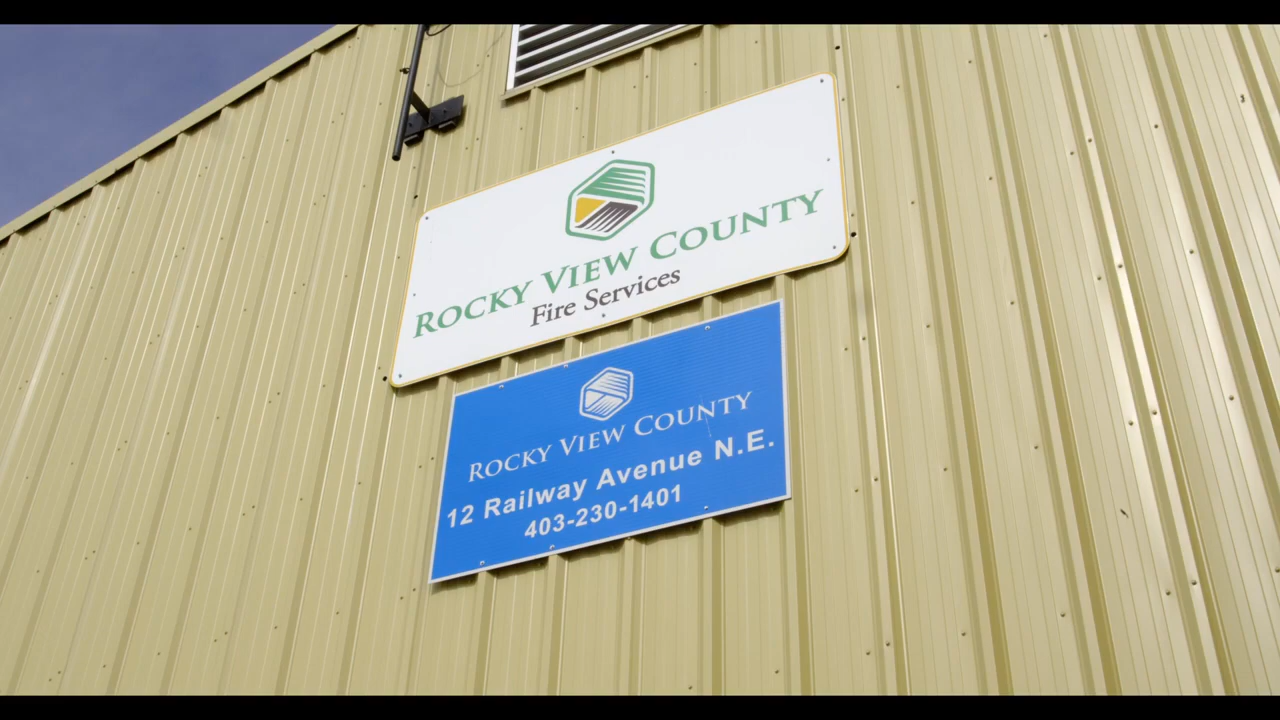 ROCKY VIEW COUNTY
Fire Services
ROCKY VIEW COUNTY
12 Railway Avenue N.E.
403-230-1401